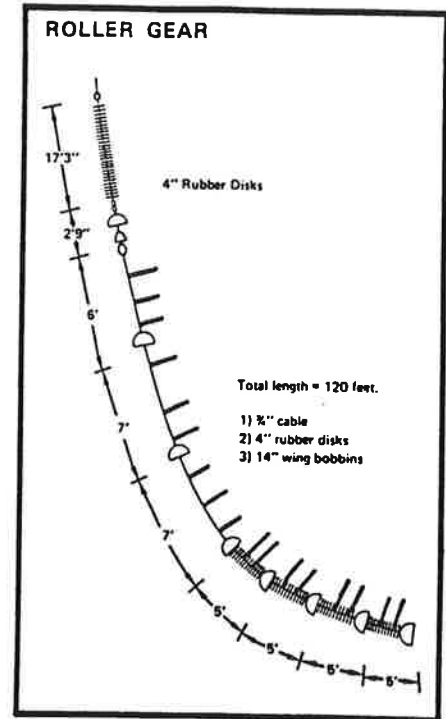 ROLLER GEAR
17'3"
4" Rubber Disks
2'9"
6'
Total length = 120 feet.
1) ¾" cable
2) 4" rubber disks
3) 14" wing bobbins
7'
7'
5'
5'
5'
5'